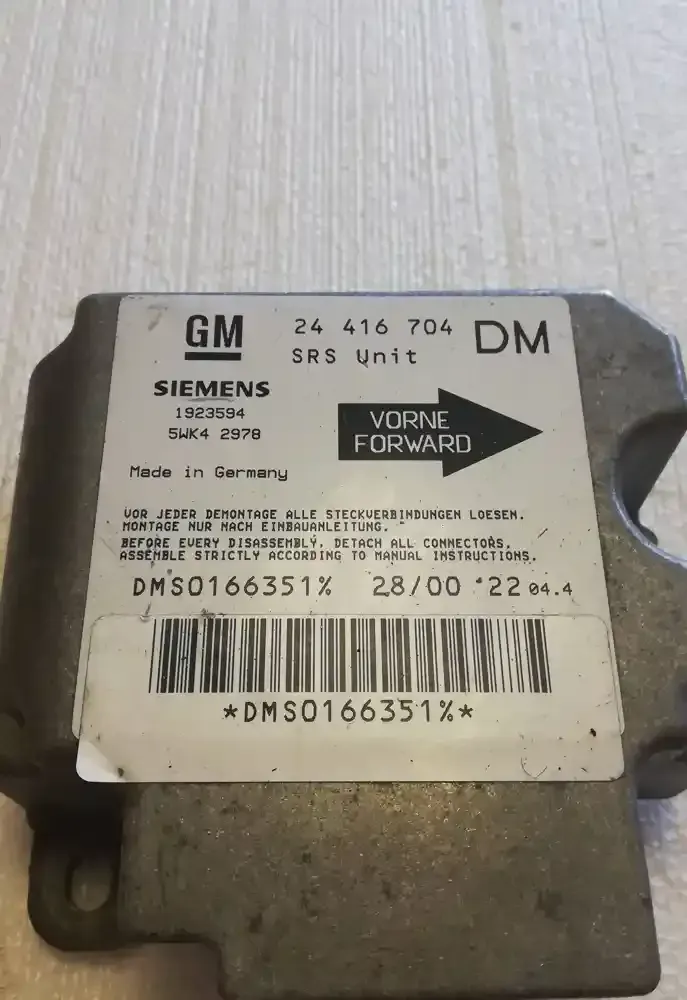 GM 24 416 704 DM
SRS Unit
SIEMENS
1923594
5WK4 2978
VORNE
FORWARD
Made in Germany
VOR JEDER DEMONTAGE ALLE STECKVERBINDUNGEN LOESEN.
MONTAGE NUR NACH EINBAUANLEITUNG.
BEFORE EVERY DISASSEMBLY, DETACH ALL CONNECTORS,
ASSEMBLE STRICTLY ACCORDING TO MANUAL INSTRUCTIONS.
DMS0166351% 28/00 22 04.4
*DMS0166351%*